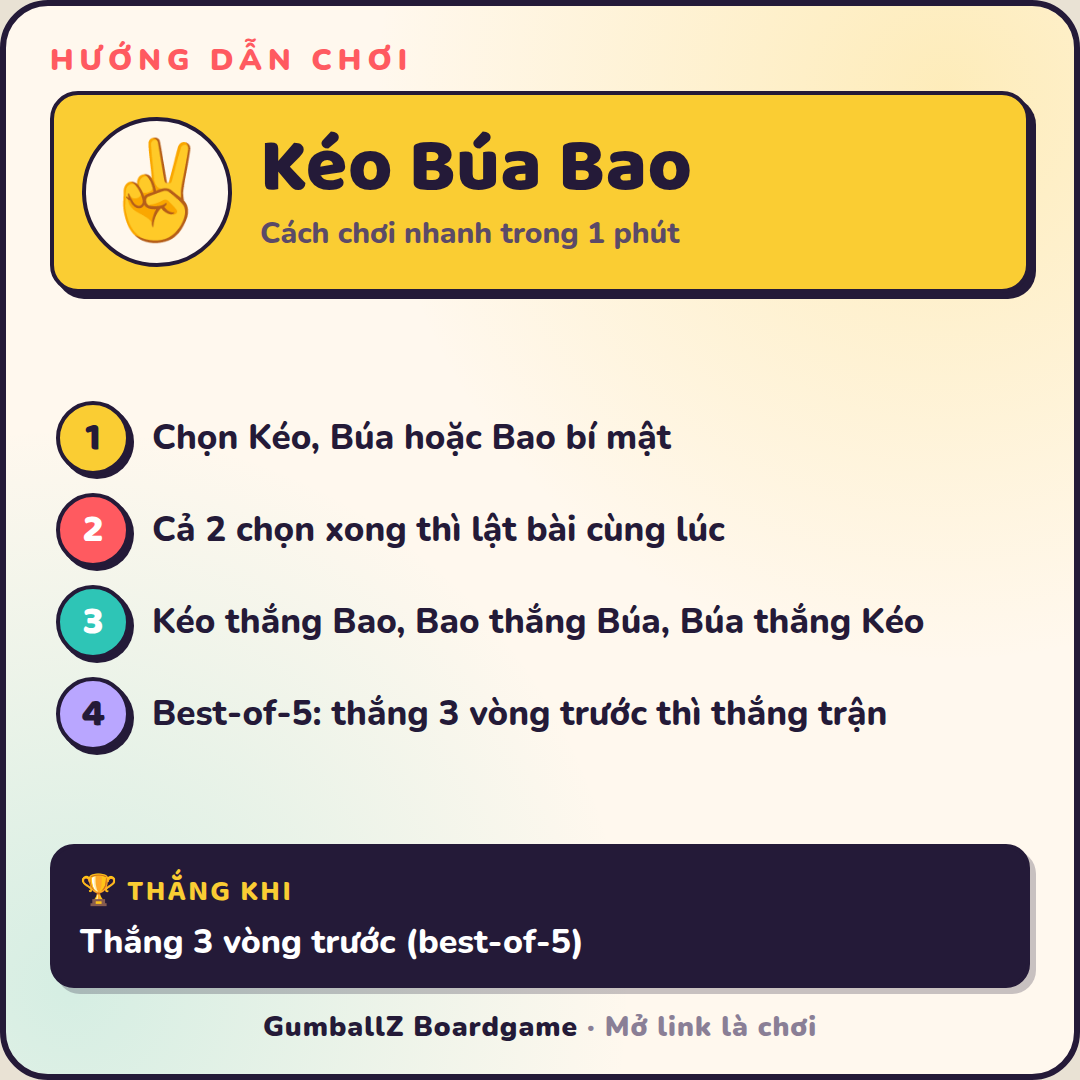 HƯỚNG DẪN CHƠI
Kéo Búa Bao
Cách chơi nhanh trong 1 phút
1 Chọn Kéo, Búa hoặc Bao bí mật
2 Cả 2 chọn xong thì lật bài cùng lúc
3 Kéo thắng Bao, Bao thắng Búa, Búa thắng Kéo
4 Best-of-5: thắng 3 vòng trước thì thắng trận
🏆 THẮNG KHI
Thắng 3 vòng trước (best-of-5)
GumballZ Boardgame · Mở link là chơi